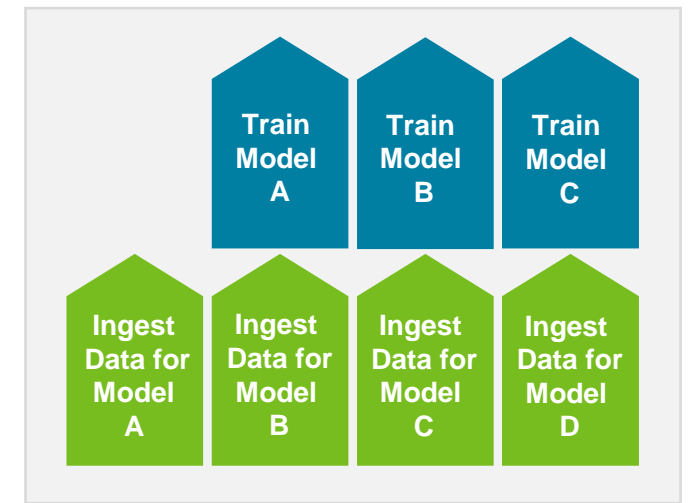 Train
Model
A
Train
Model
B
Train
Model
C
Ingest
Data for
Model
A
Ingest
Data for
Model
B
Ingest
Data for
Model
C
Ingest
Data for
Model
D